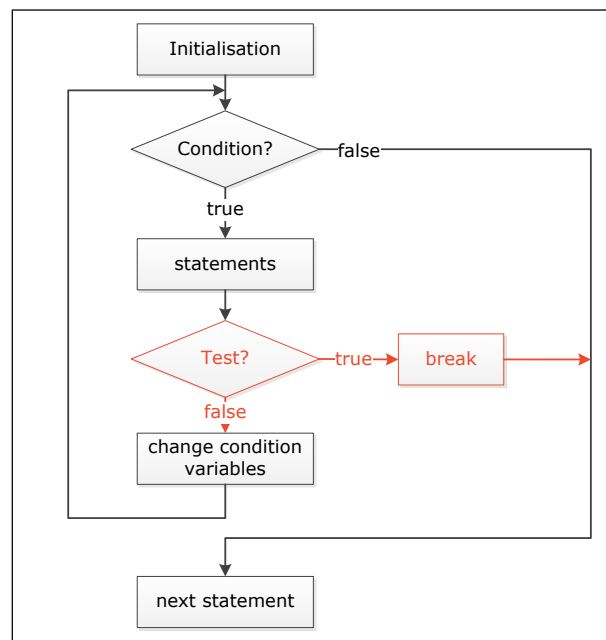 Initialisation
Condition?
false
true
statements
Test?
true
break
false
change condition
variables
next statement